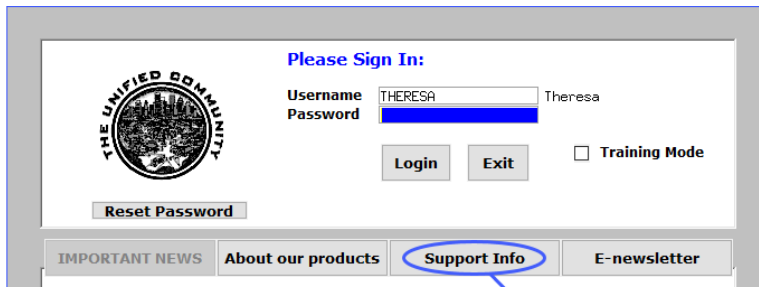 THE UNIFIED COMMUNITY
Please Sign In:
Username THERESA Theresa
Password
Login Exit Training Mode
Reset Password
IMPORTANT NEWS About our products Support Info E-newsletter